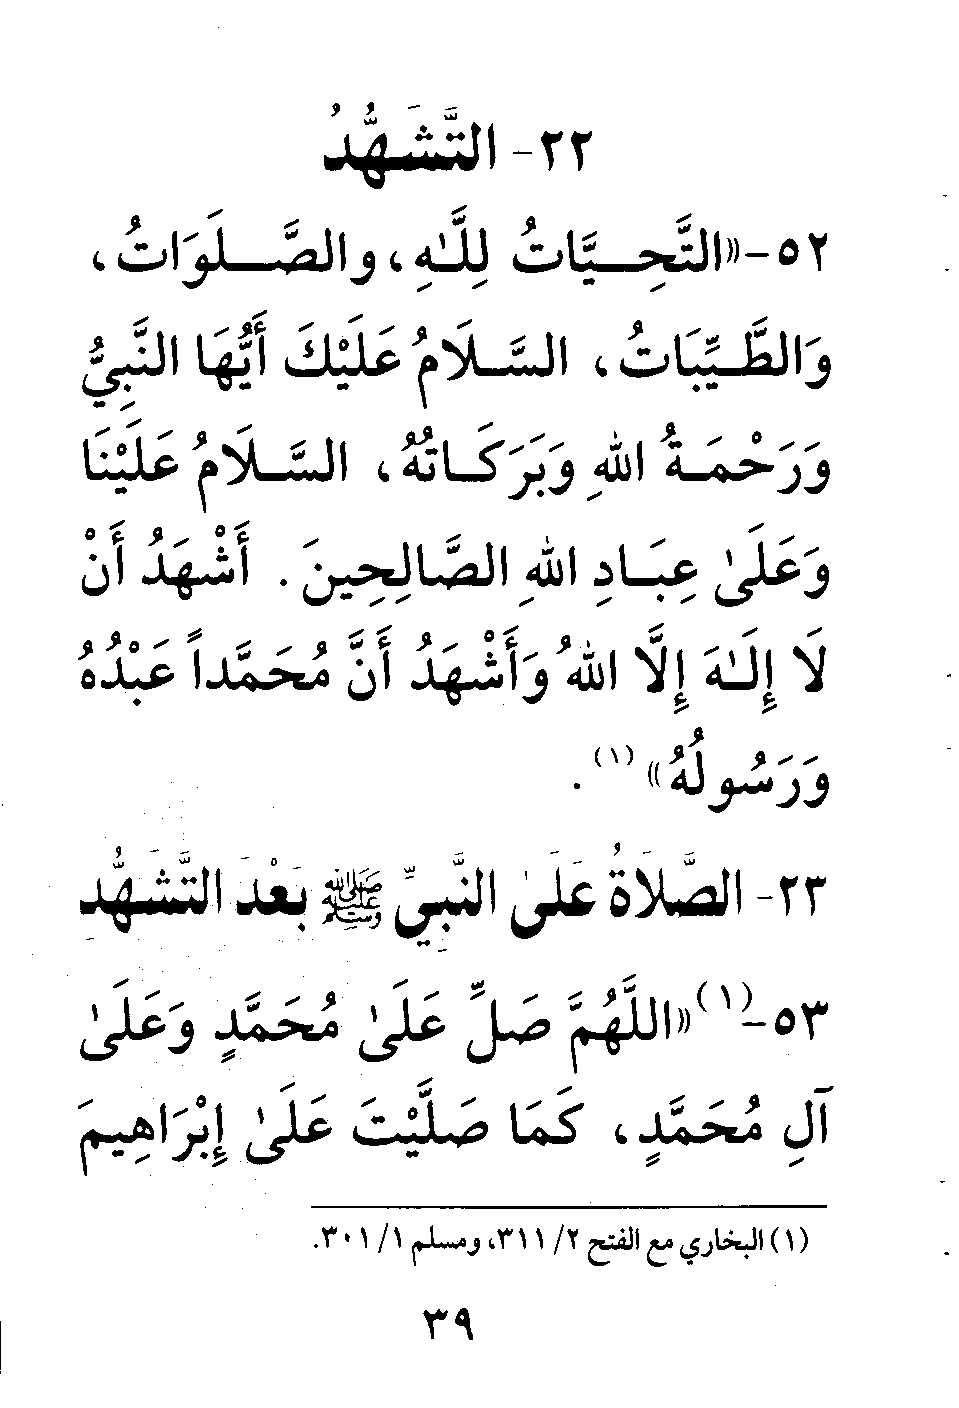 ٢٢- التَّشَهُّدُ
٥٢-«التَّحِيَّاتُ لِلَّٰهِ، والصَّلَوَاتُ،
وَالطَّيِّبَاتُ، السَّلَامُ عَلَيْكَ أَيُّهَا النَّبِيُّ
وَرَحْمَةُ اللهِ وَبَرَكَاتُهُ، السَّلَامُ عَلَيْنَا
وَعَلَىٰ عِبَادِ اللهِ الصَّالِحِينَ. أَشْهَدُ أَنْ
لَا إِلَٰهَ إِلَّا اللهُ وَأَشْهَدُ أَنَّ مُحَمَّداً عَبْدُهُ
وَرَسُولُهُ»(١).
٢٣- الصَّلَاةُ عَلَىٰ النَّبِيِّ ﷺ بَعْدَ التَّشَهُّدِ
٥٣-(١)«اللَّهُمَّ صَلِّ عَلَىٰ مُحَمَّدٍ وَعَلَىٰ
آلِ مُحَمَّدٍ، كَمَا صَلَّيْتَ عَلَىٰ إِبْرَاهِيمَ
(١) البخاري مع الفتح ٢/ ٣١١، ومسلم ١/ ٣٠١.
٣٩